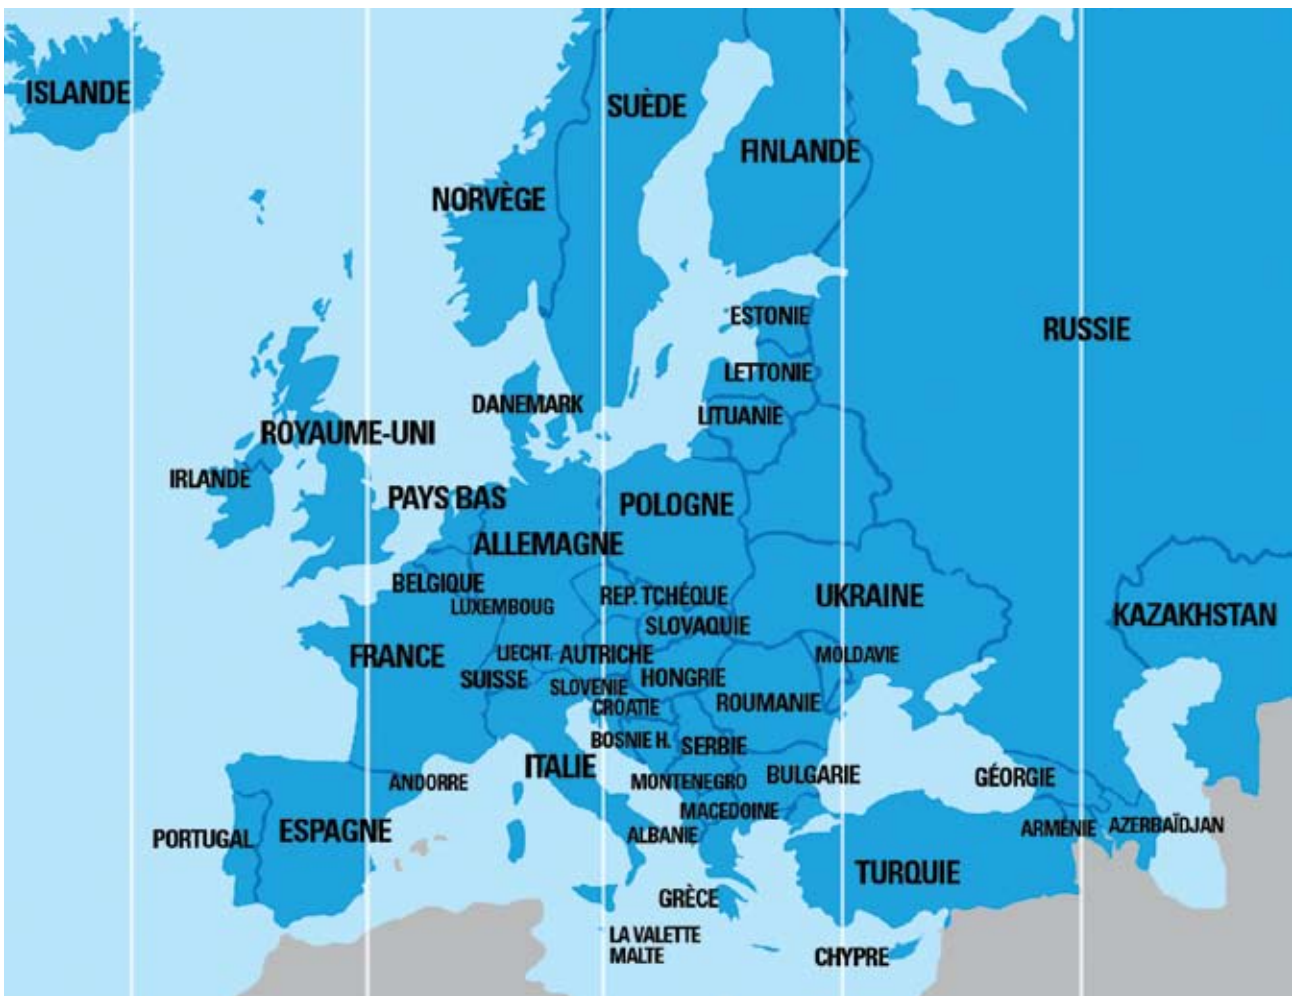 ISLANDE
SUÈDE
FINLANDE
NORVÈGE
ESTONIE
RUSSIE
LETTONIE
DANEMARK
LITUANIE
ROYAUME-UNI
IRLANDE
PAYS BAS
POLOGNE
ALLEMAGNE
BELGIQUE
LUXEMBOUG
REP. TCHÉQUE
UKRAINE
KAZAKHSTAN
SLOVAQUIE
FRANCE
LIECHT.
AUTRICHE
MOLDAVIE
SUISSE
SLOVENIE
HONGRIE
CROATIE
ROUMANIE
BOSNIE H.
SERBIE
ITALIE
ANDORRE
MONTENEGRO
BULGARIE
GÉORGIE
MACEDOINE
PORTUGAL
ESPAGNE
ALBANIE
ARMÈNIE
AZERBAÏDJAN
TURQUIE
GRÈCE
LA VALETTE
MALTE
CHYPRE